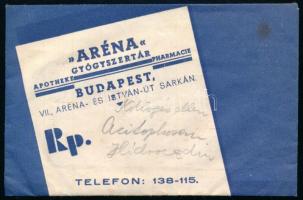 »ARÉNA«
GYÓGYSZERTÁR
APOTHEKE PHARMACIE
BUDAPEST,
VII., ARÉNA- ÉS ISTVÁN-ÚT SARKÁN.
Rp.
TELEFON: 138-115.